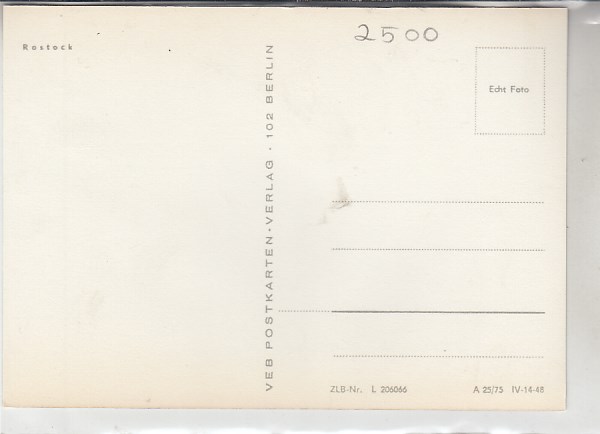 2500
Rostock
Echt Foto
VEB POSTKARTEN-VERLAG · 102 BERLIN
ZLB-Nr. L 206066 A 25/75 IV-14-48